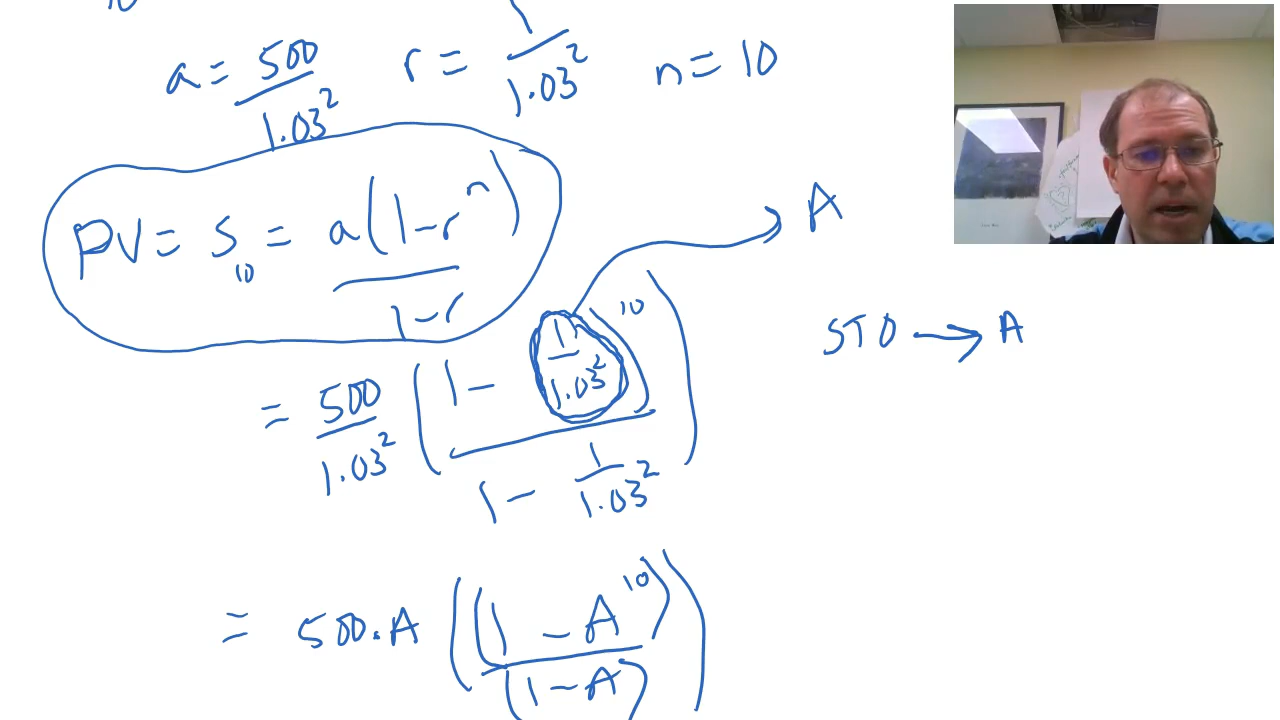 10
a = 500/1.03² r = 1/1.03² n = 10
PV = S₁₀ = a(1-rⁿ)/1-r
→ A
STO → A
= 500/1.03² ( 1 - (1/1.03²)¹⁰ / 1 - 1/1.03² )
= 500·A ( (1 - A¹⁰) / (1 - A) )